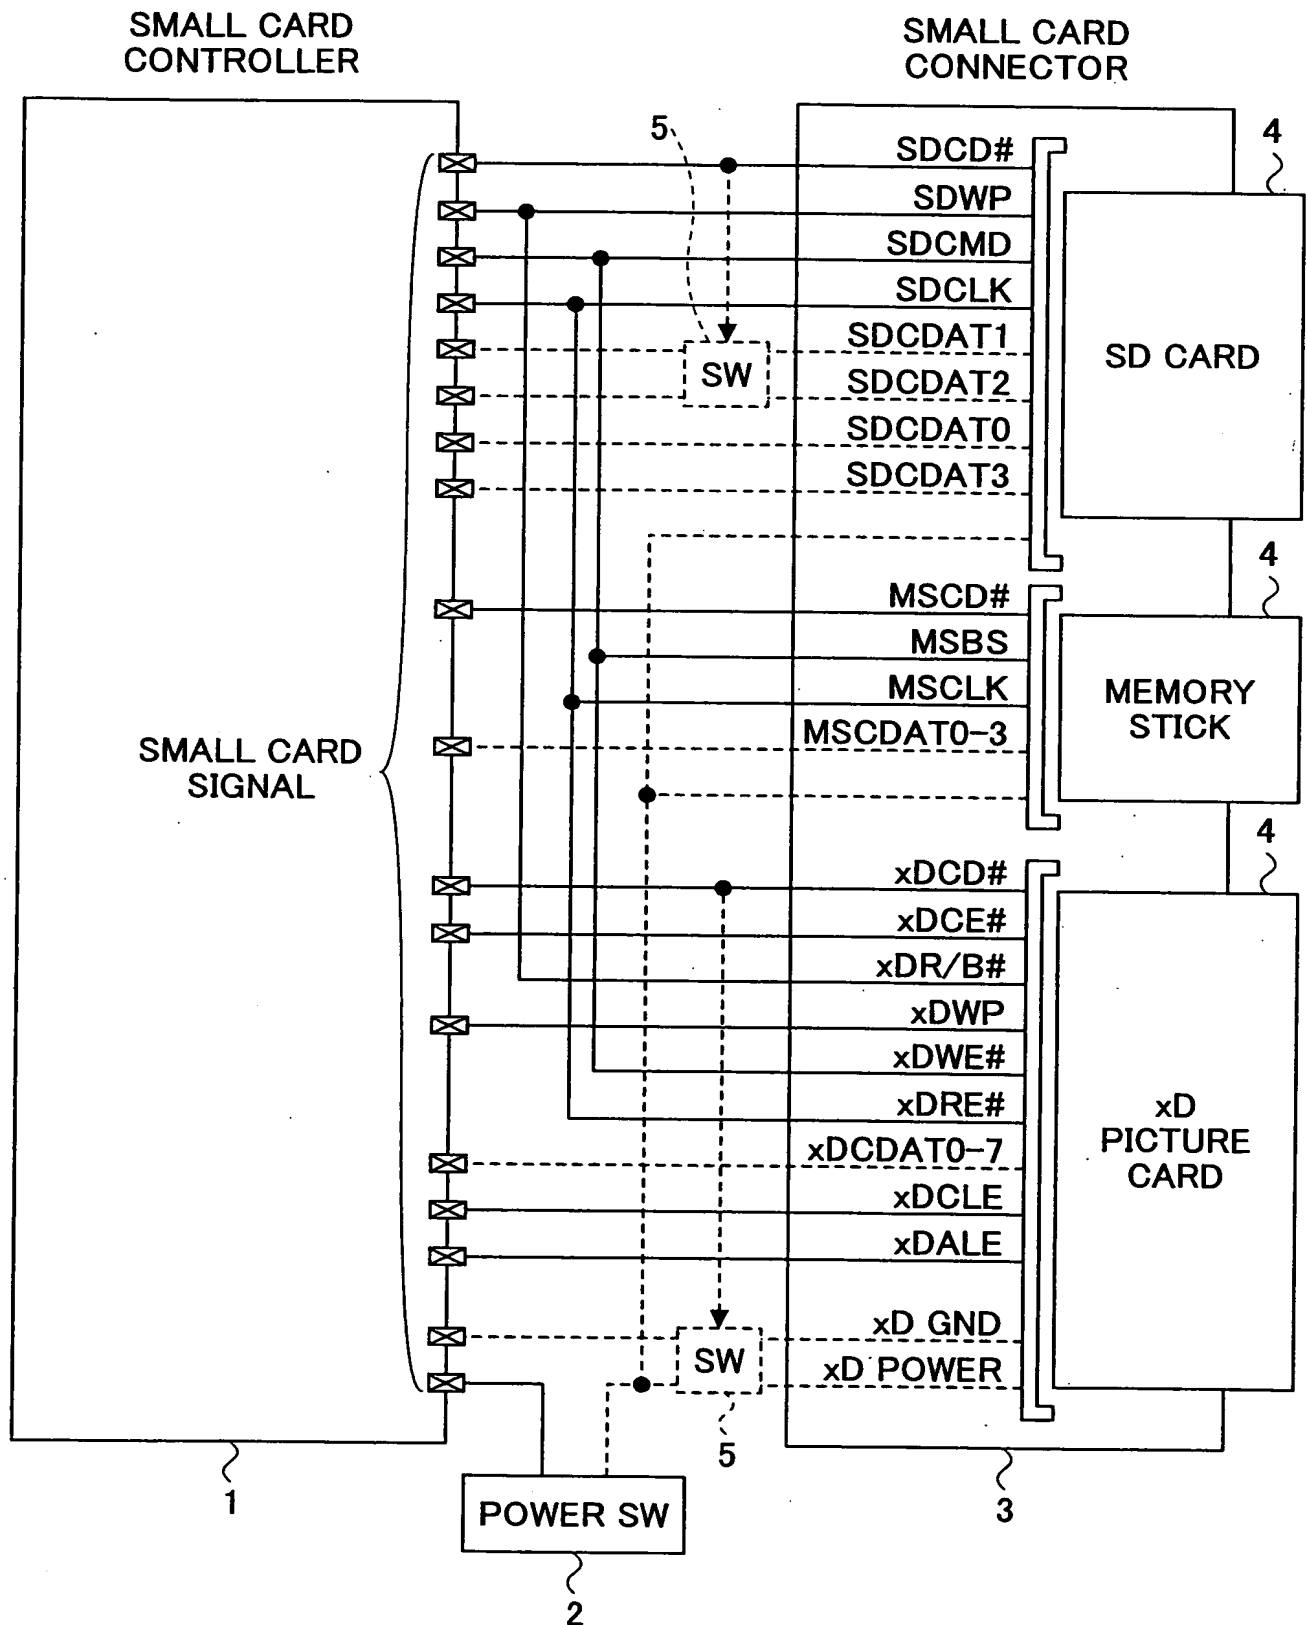 SMALL CARD
CONTROLLER
SMALL CARD
CONNECTOR
5
4
SDCD#
SDWP
SDCMD
SDCLK
SDCDAT1
SW
SDCDAT2
SDCDAT0
SDCDAT3
SD CARD
4
MSCD#
MSBS
MSCLK
MSCDAT0-3
MEMORY
STICK
SMALL CARD
SIGNAL
4
xDCD#
xDCE#
xDR/B#
xDWP
xDWE#
xDRE#
xDCDAT0-7
xDCLE
xDALE
xD
PICTURE
CARD
xD GND
SW
xD POWER
5
1
3
POWER SW
2